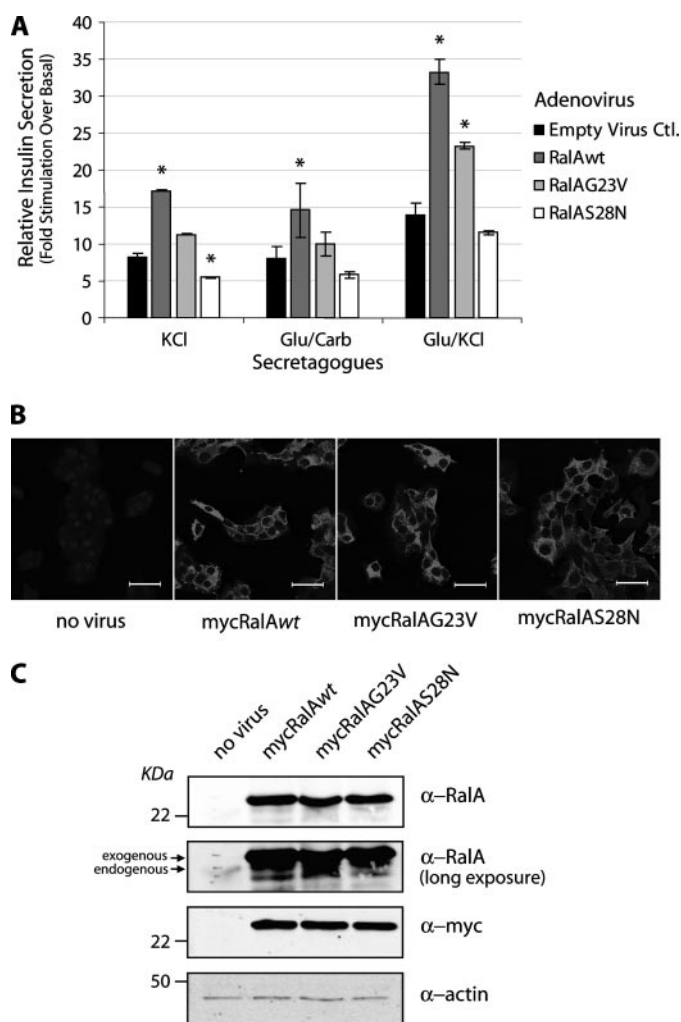 A
Relative Insulin Secretion
(Fold Stimulation Over Basal)
40
35
30
25
20
15
10
5
0
*
*
*
*
*
KCl
Glu/Carb
Glu/KCl
Secretagogues
Adenovirus
Empty Virus Ctl.
RalAwt
RalAG23V
RalAS28N
B
no virus
mycRalAwt
mycRalAG23V
mycRalAS28N
C
no virus
mycRalAwt
mycRalAG23V
mycRalAS28N
KDa
22
α–RalA
exogenous
endogenous
α–RalA
(long exposure)
22
α–myc
50
α–actin